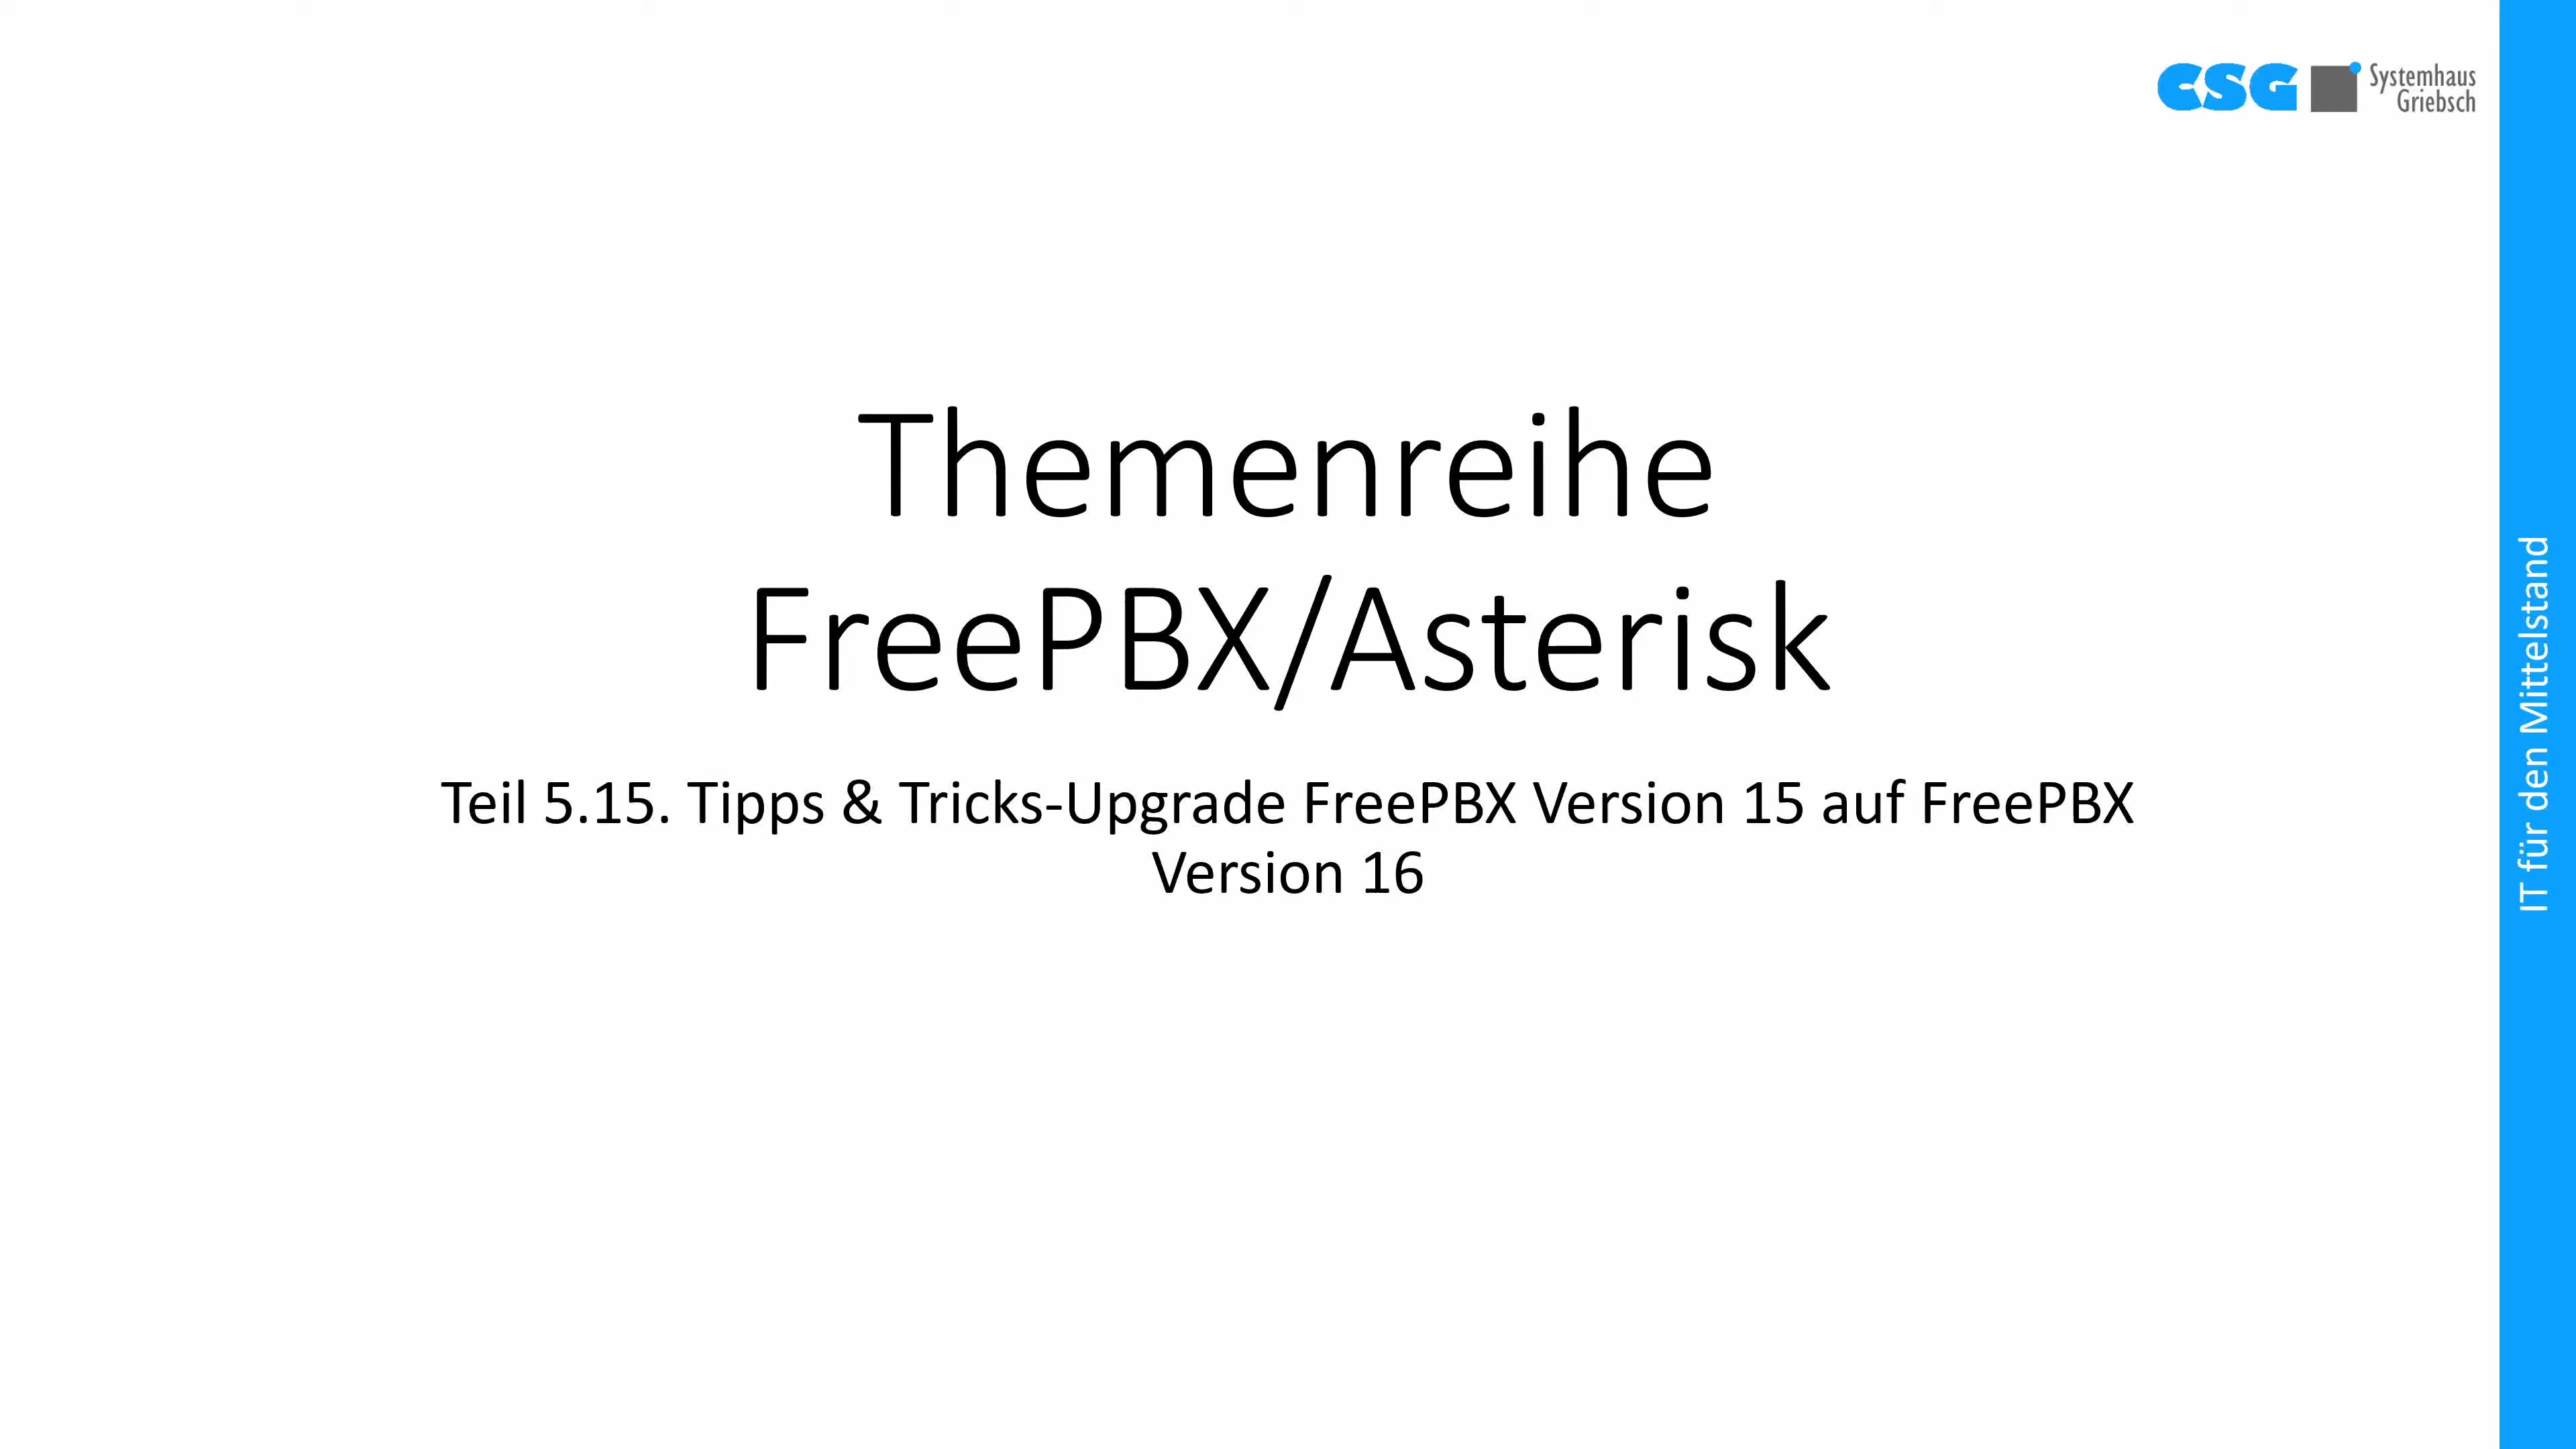 CSG Systemhaus
Griebsch
Themenreihe
FreePBX/Asterisk
Teil 5.15. Tipps & Tricks-Upgrade FreePBX Version 15 auf FreePBX
Version 16
IT für den Mittelstand